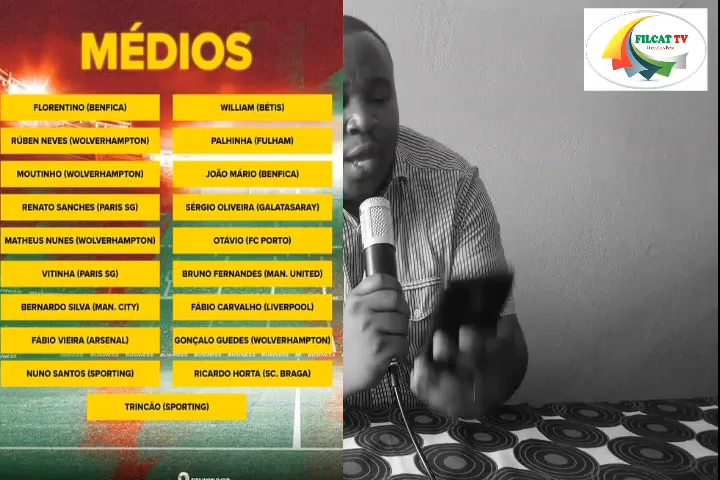 MÉDIOS
FLORENTINO (BENFICA)
WILLIAM (BÉTIS)
RÚBEN NEVES (WOLVERHAMPTON)
PALHINHA (FULHAM)
MOUTINHO (WOLVERHAMPTON)
JOÃO MÁRIO (BENFICA)
RENATO SANCHES (PARIS SG)
SÉRGIO OLIVEIRA (GALATASARAY)
MATHEUS NUNES (WOLVERHAMPTON)
OTÁVIO (FC PORTO)
VITINHA (PARIS SG)
BRUNO FERNANDES (MAN. UNITED)
BERNARDO SILVA (MAN. CITY)
FÁBIO CARVALHO (LIVERPOOL)
FÁBIO VIEIRA (ARSENAL)
GONÇALO GUEDES (WOLVERHAMPTON)
NUNO SANTOS (SPORTING)
RICARDO HORTA (SC. BRAGA)
TRINCÃO (SPORTING)
FILCAT TV